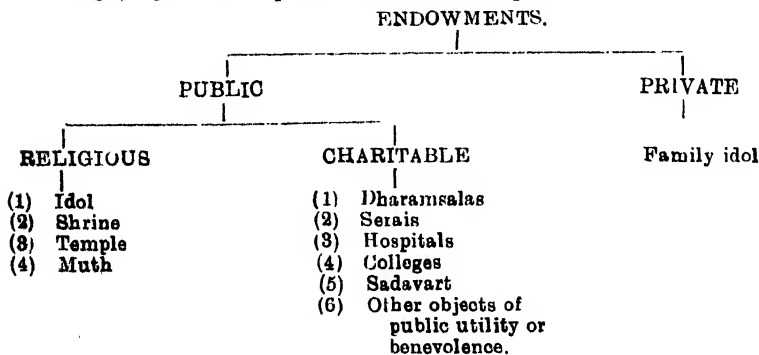 ENDOWMENTS.
PUBLIC PRIVATE
RELIGIOUS CHARITABLE Family idol
(1) Idol (1) Dharamsalas
(2) Shrine (2) Serais
(3) Temple (3) Hospitals
(4) Muth (4) Colleges
(5) Sadavart
(6) Other objects of
public utility or
benevolence.